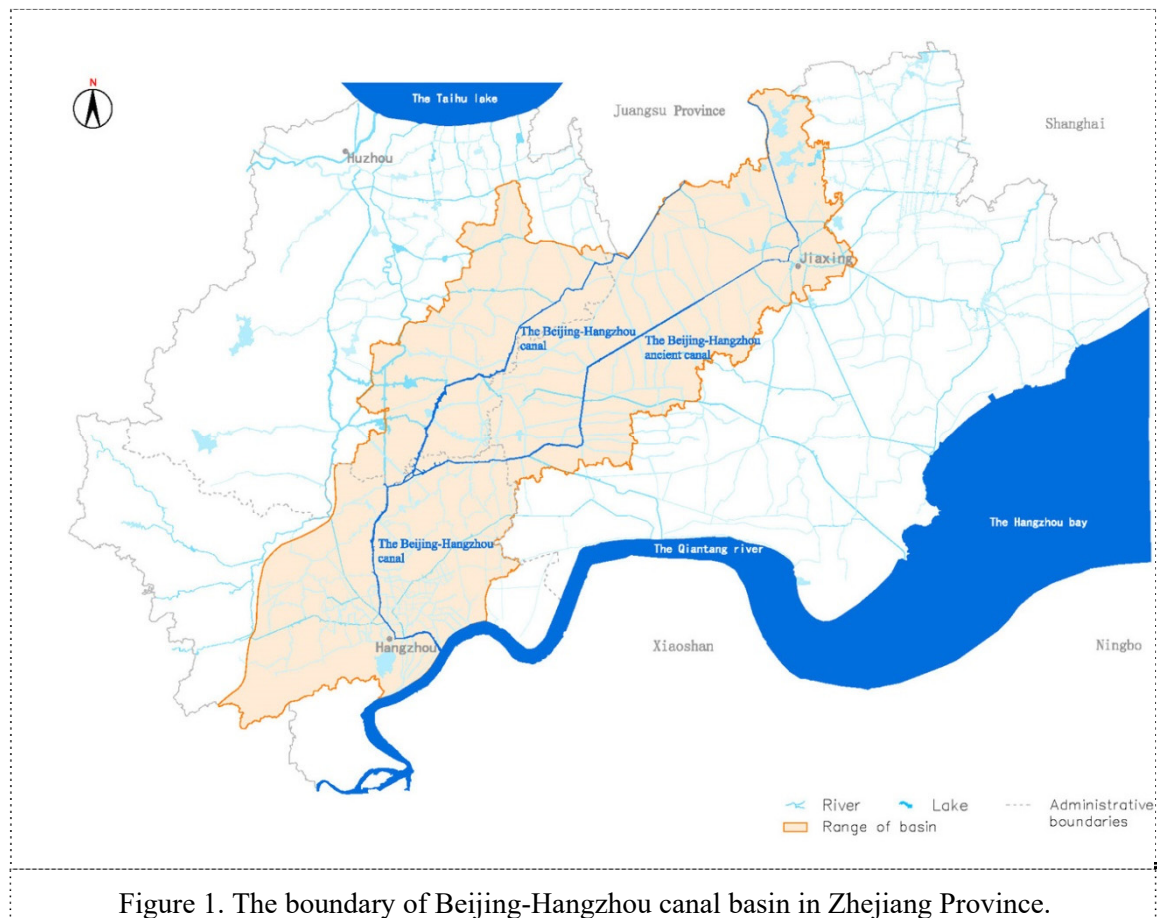 N
The Taihu lake
Juangsu Province
Shanghai
Huzhou
Jiaxing
The Beijing-Hangzhou
canal
The Beijing-Hangzhou
ancient canal
The Hangzhou bay
The Beijing-Hangzhou
canal
The Qiantang river
Hangzhou
Xiaoshan
Ningbo
River
Lake
Administrative
boundaries
Range of basin
Figure 1. The boundary of Beijing-Hangzhou canal basin in Zhejiang Province.